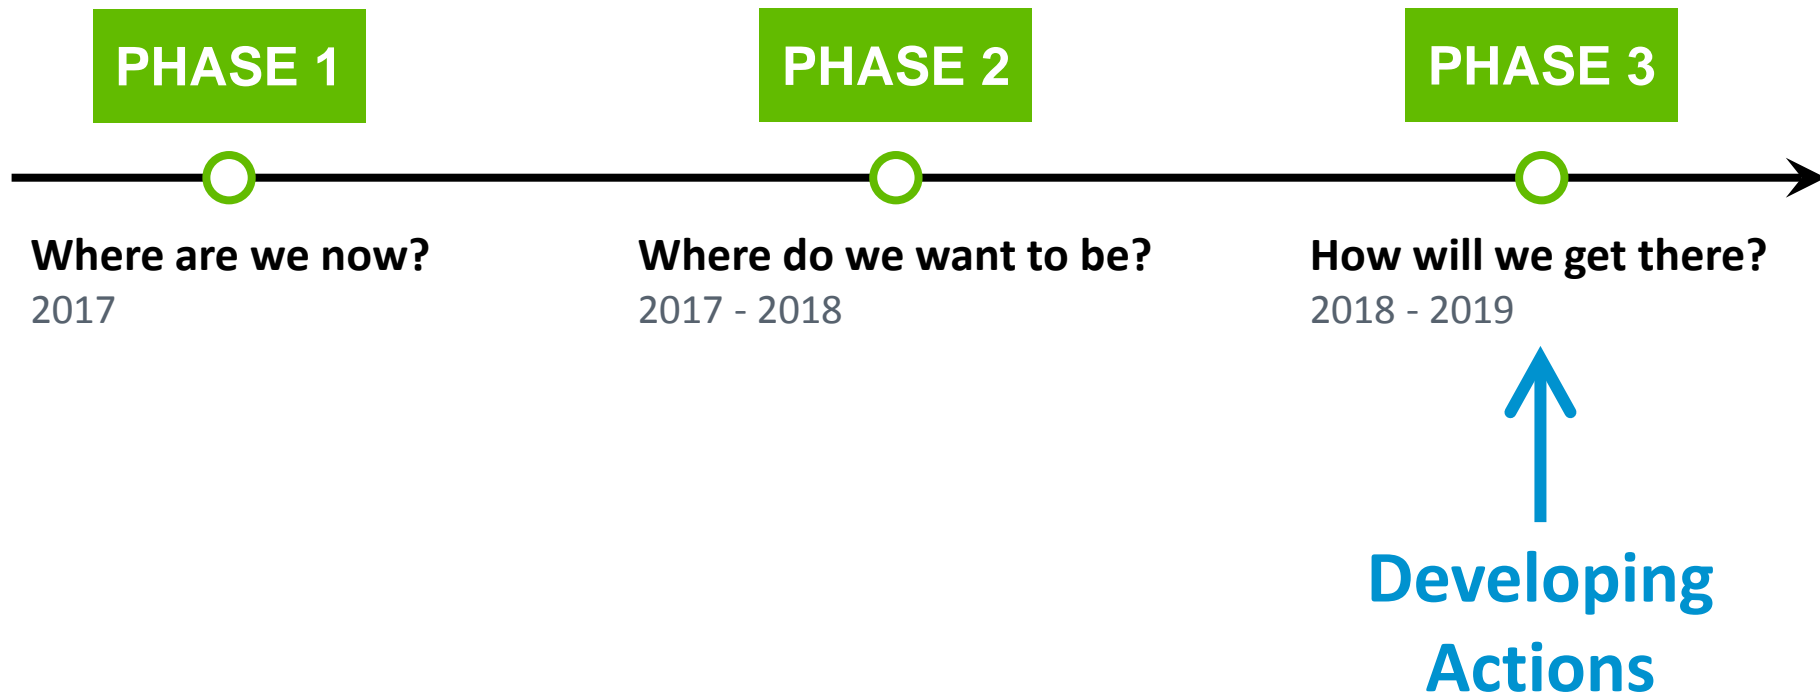 PHASE 1
PHASE 2
PHASE 3
Where are we now?
2017
Where do we want to be?
2017 - 2018
How will we get there?
2018 - 2019
Developing
Actions